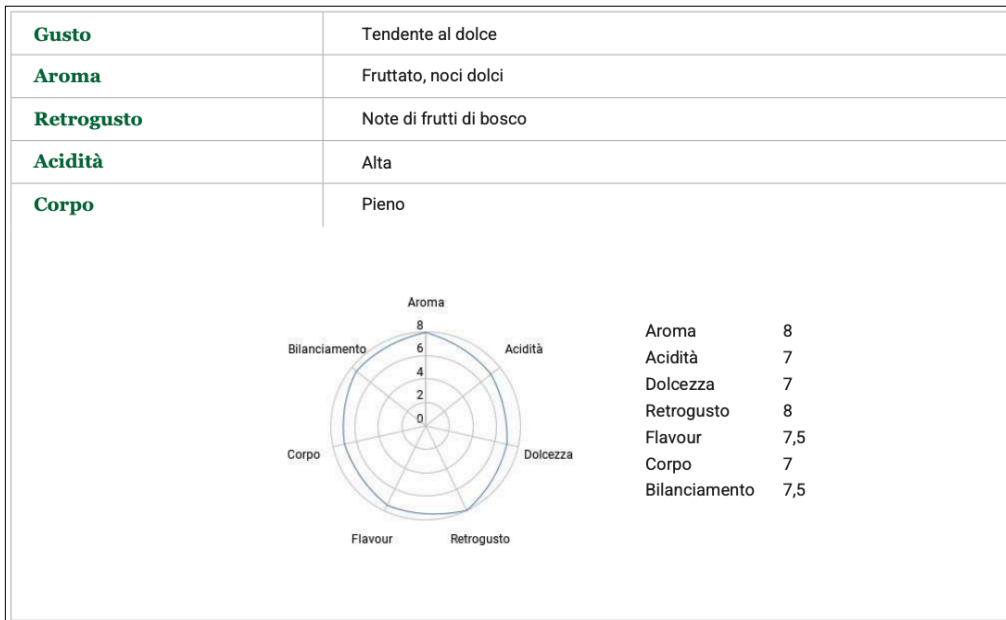 Gusto Tendente al dolce
Aroma Fruttato, noci dolci
Retrogusto Note di frutti di bosco
Acidità Alta
Corpo Pieno
Aroma
8
Bilanciamento 6 Acidità
4
2
0
Corpo Dolcezza
Flavour Retrogusto
Aroma 8
Acidità 7
Dolcezza 7
Retrogusto 8
Flavour 7,5
Corpo 7
Bilanciamento 7,5